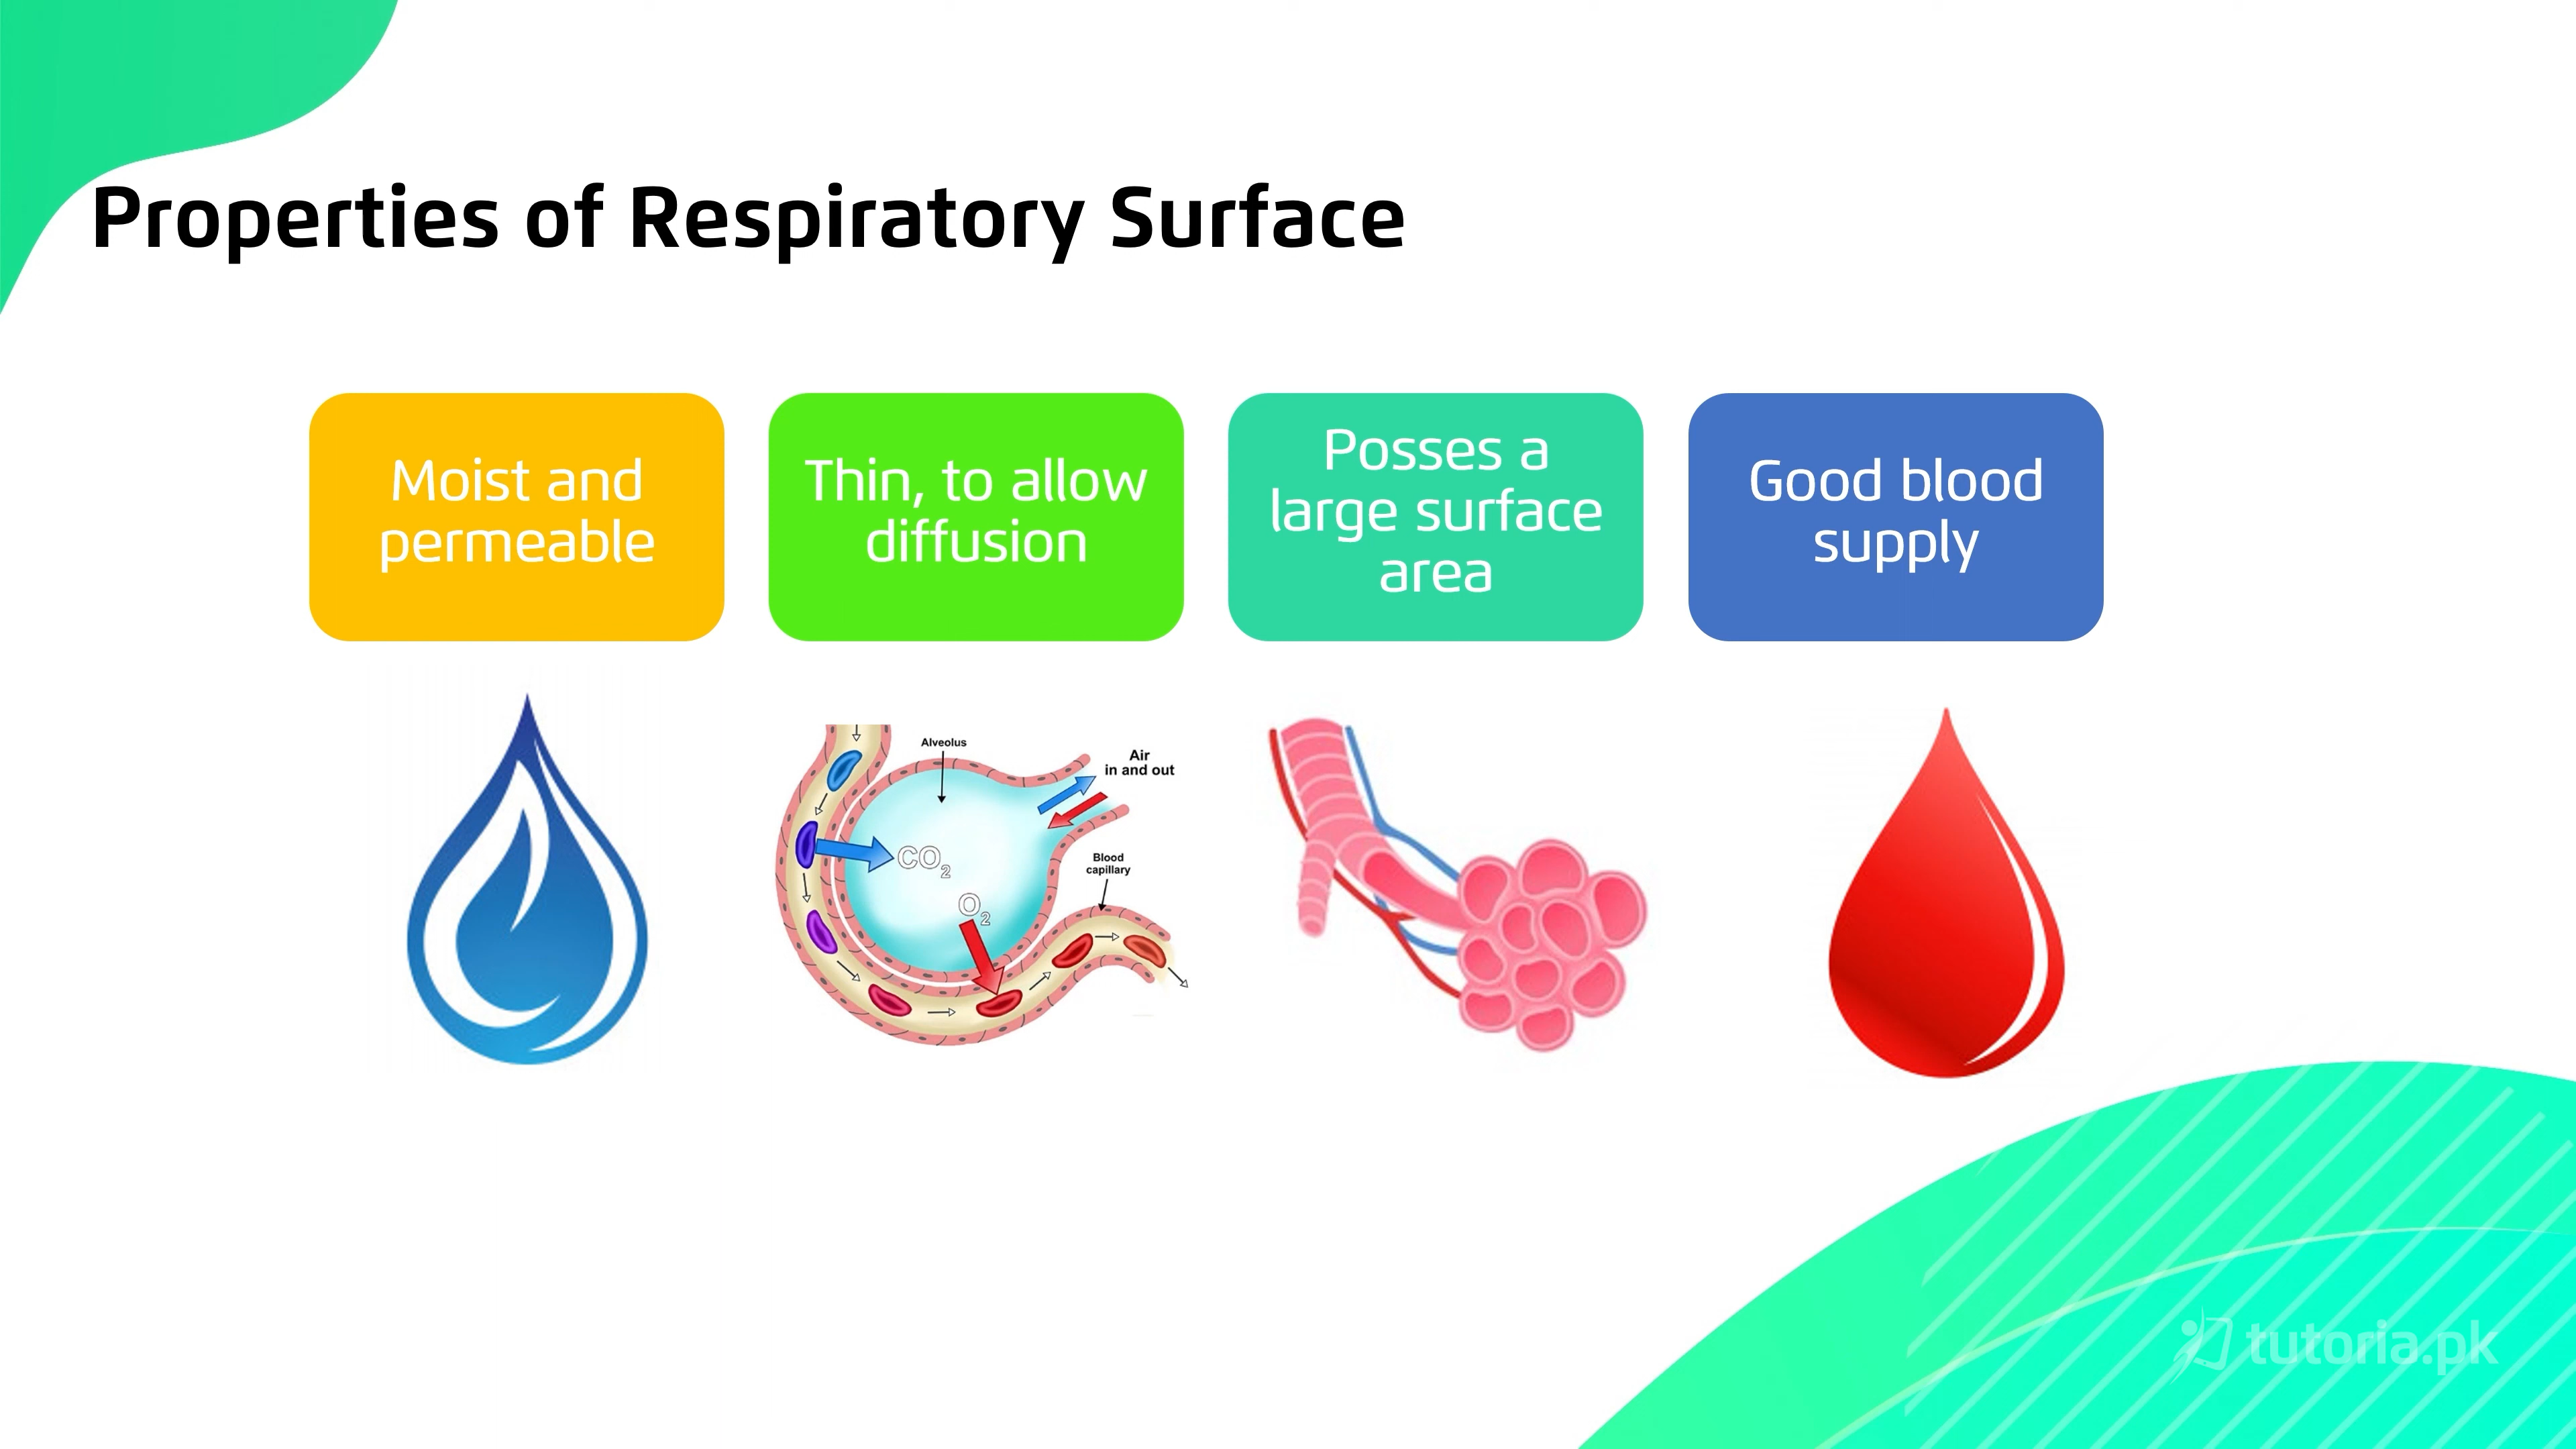 Properties of Respiratory Surface
Moist and
permeable
Thin, to allow
diffusion
Posses a
large surface
area
Good blood
supply
Alveolus
Air
in and out
CO2
O2
Blood
capillary
tutoria.pk